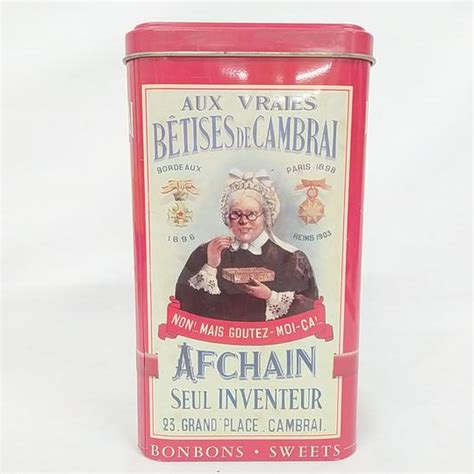 AUX VRAIES
BÊTISES DE CAMBRAI
BORDEAUX
1896
PARIS 1898
REIMS 1903
NON! MAIS GOUTEZ-MOI-ÇA!
AFCHAIN
SEUL INVENTEUR
23. GRAND' PLACE. CAMBRAI.
BONBONS · SWEETS